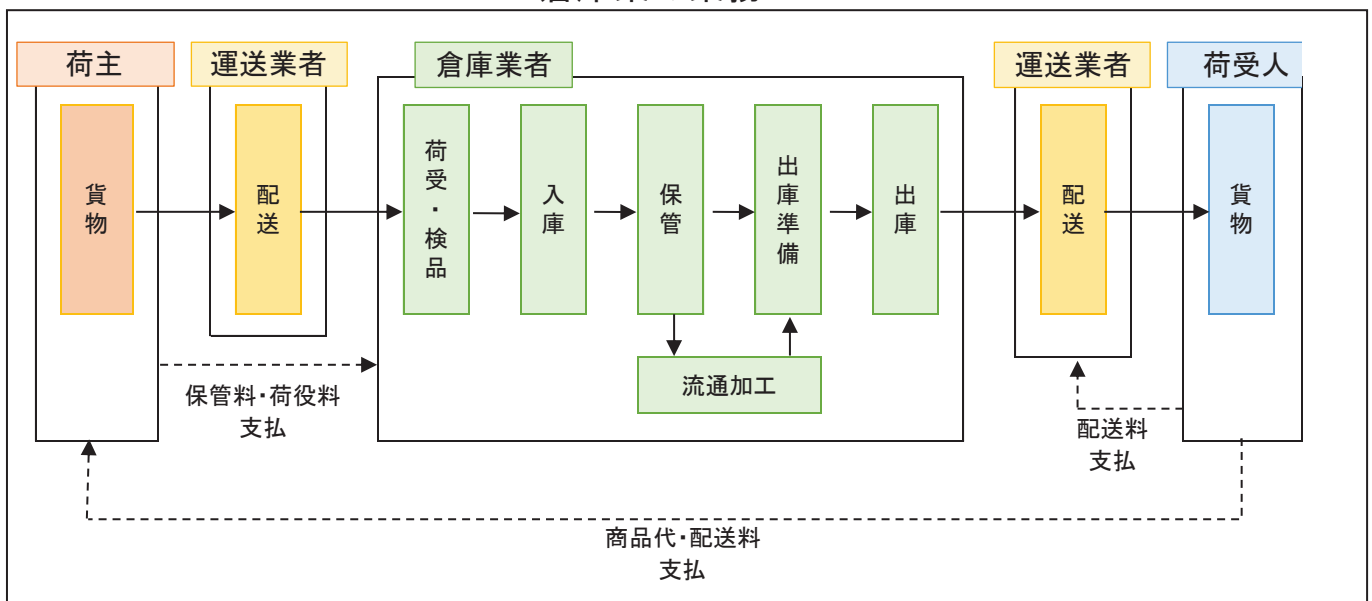 荷主
運送業者
倉庫業者
運送業者
荷受人
貨物
配送
荷受・検品
入庫
保管
出庫準備
出庫
配送
貨物
流通加工
保管料・荷役料
支払
配送料
支払
商品代・配送料
支払